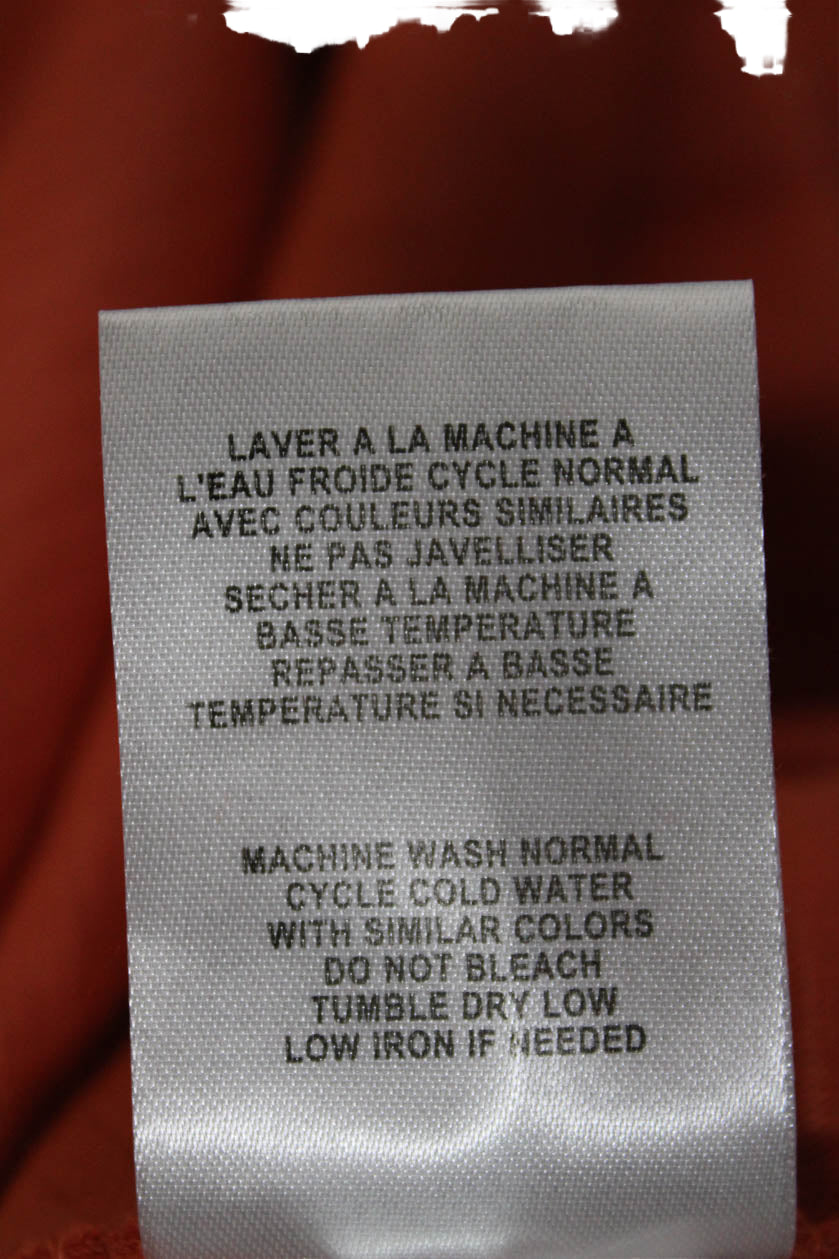 LAVER A LA MACHINE A
L'EAU FROIDE CYCLE NORMAL
AVEC COULEURS SIMILAIRES
NE PAS JAVELLISER
SECHER A LA MACHINE A
BASSE TEMPERATURE
REPASSER A BASSE
TEMPERATURE SI NECESSAIRE
MACHINE WASH NORMAL
CYCLE COLD WATER
WITH SIMILAR COLORS
DO NOT BLEACH
TUMBLE DRY LOW
LOW IRON IF NEEDED